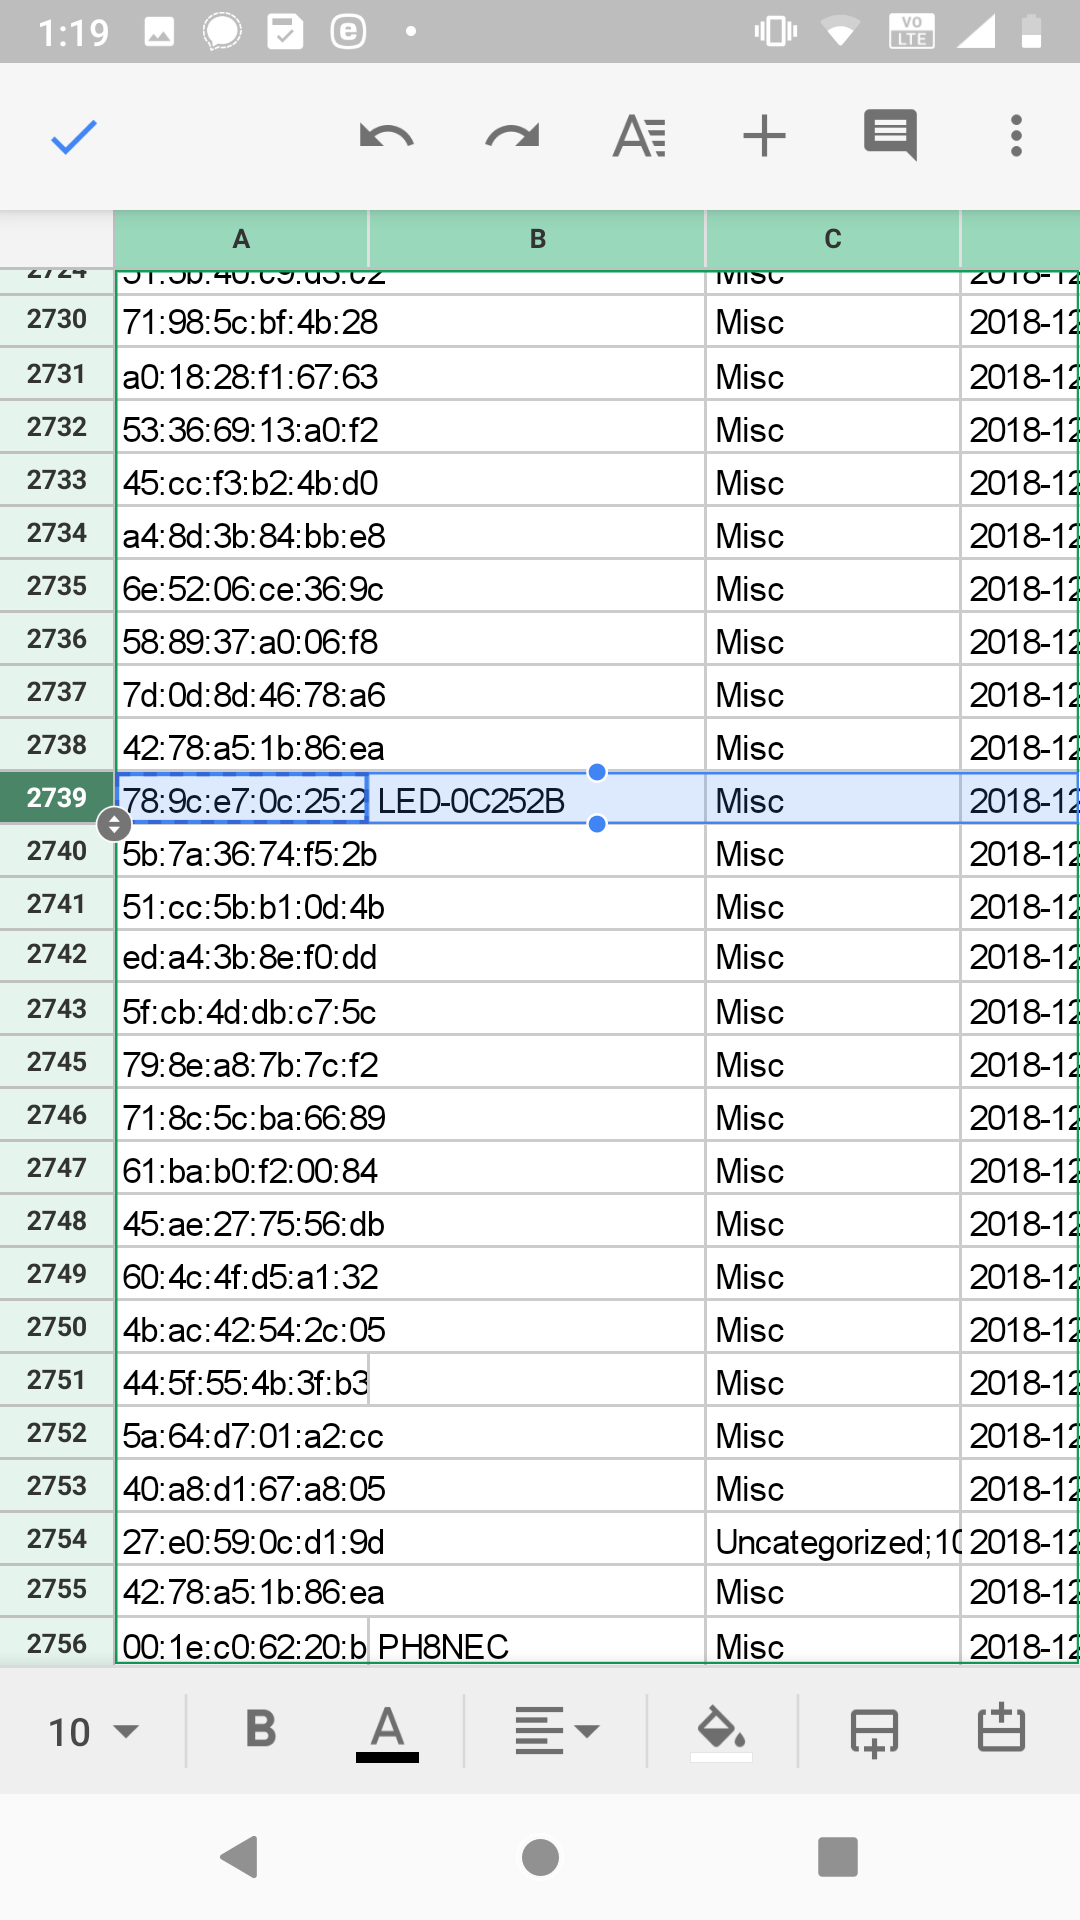 1:19 VO LTE
A B C
2724 51:5b:40:c9:d5:c2 Misc 2018-12
2730 71:98:5c:bf:4b:28 Misc 2018-12
2731 a0:18:28:f1:67:63 Misc 2018-12
2732 53:36:69:13:a0:f2 Misc 2018-12
2733 45:cc:f3:b2:4b:d0 Misc 2018-12
2734 a4:8d:3b:84:bb:e8 Misc 2018-12
2735 6e:52:06:ce:36:9c Misc 2018-12
2736 58:89:37:a0:06:f8 Misc 2018-12
2737 7d:0d:8d:46:78:a6 Misc 2018-12
2738 42:78:a5:1b:86:ea Misc 2018-12
2739 78:9c:e7:0c:25:2 LED-0C252B Misc 2018-12
2740 5b:7a:36:74:f5:2b Misc 2018-12
2741 51:cc:5b:b1:0d:4b Misc 2018-12
2742 ed:a4:3b:8e:f0:dd Misc 2018-12
2743 5f:cb:4d:db:c7:5c Misc 2018-12
2745 79:8e:a8:7b:7c:f2 Misc 2018-12
2746 71:8c:5c:ba:66:89 Misc 2018-12
2747 61:ba:b0:f2:00:84 Misc 2018-12
2748 45:ae:27:75:56:db Misc 2018-12
2749 60:4c:4f:d5:a1:32 Misc 2018-12
2750 4b:ac:42:54:2c:05 Misc 2018-12
2751 44:5f:55:4b:3f:b3 Misc 2018-12
2752 5a:64:d7:01:a2:cc Misc 2018-12
2753 40:a8:d1:67:a8:05 Misc 2018-12
2754 27:e0:59:0c:d1:9d Uncategorized;10 2018-12
2755 42:78:a5:1b:86:ea Misc 2018-12
2756 00:1e:c0:62:20:b PH8NEC Misc 2018-12
10 B A